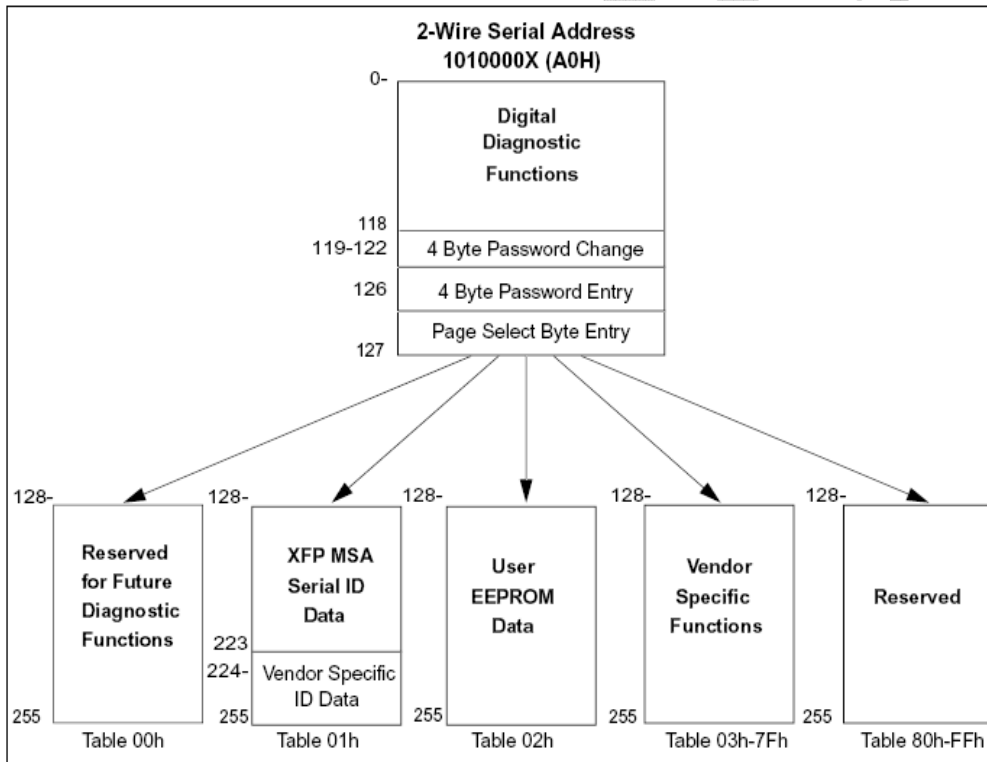 2-Wire Serial Address
1010000X (A0H)
0-
Digital
Diagnostic
Functions
118
119-122
4 Byte Password Change
126
4 Byte Password Entry
Page Select Byte Entry
127
128-
Reserved
for Future
Diagnostic
Functions
255
Table 00h
128-
XFP MSA
Serial ID
Data
223
224-
Vendor Specific
ID Data
255
Table 01h
128-
User
EEPROM
Data
255
Table 02h
128-
Vendor
Specific
Functions
255
Table 03h-7Fh
128-
Reserved
255
Table 80h-FFh